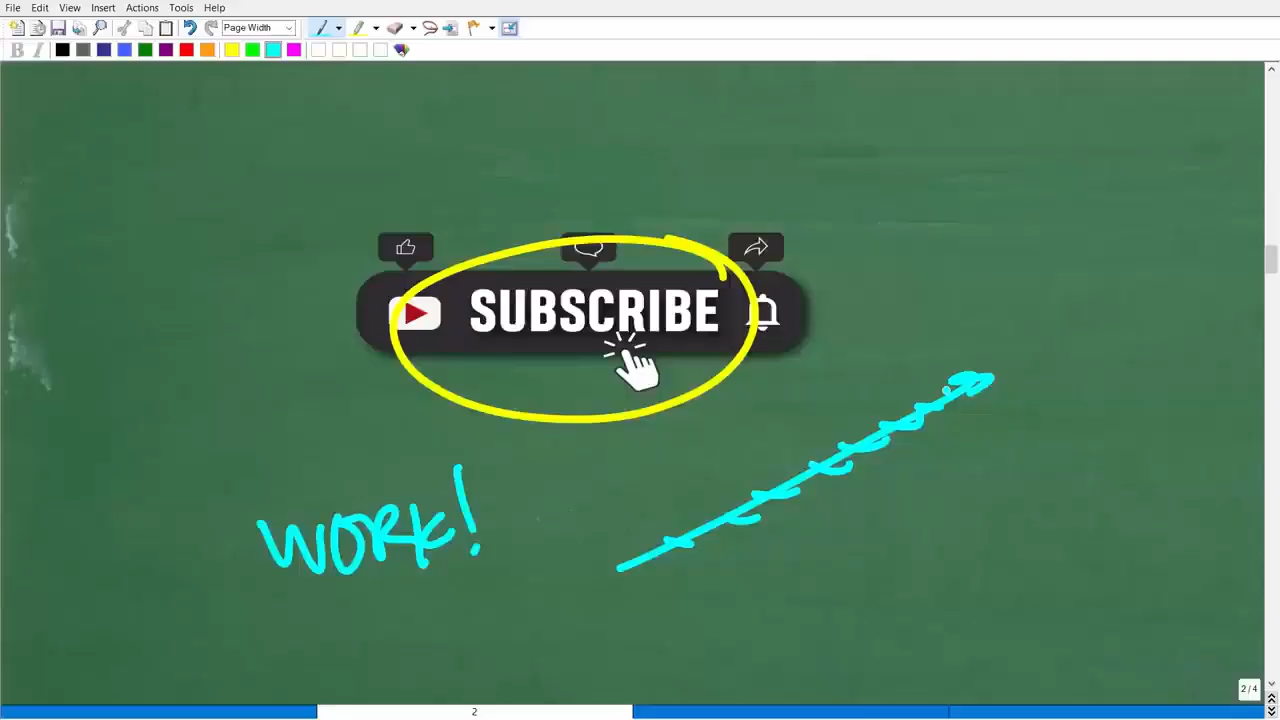 File Edit View Insert Actions Tools Help
Page Width
B I
SUBSCRIBE
WORK!
2/4
2